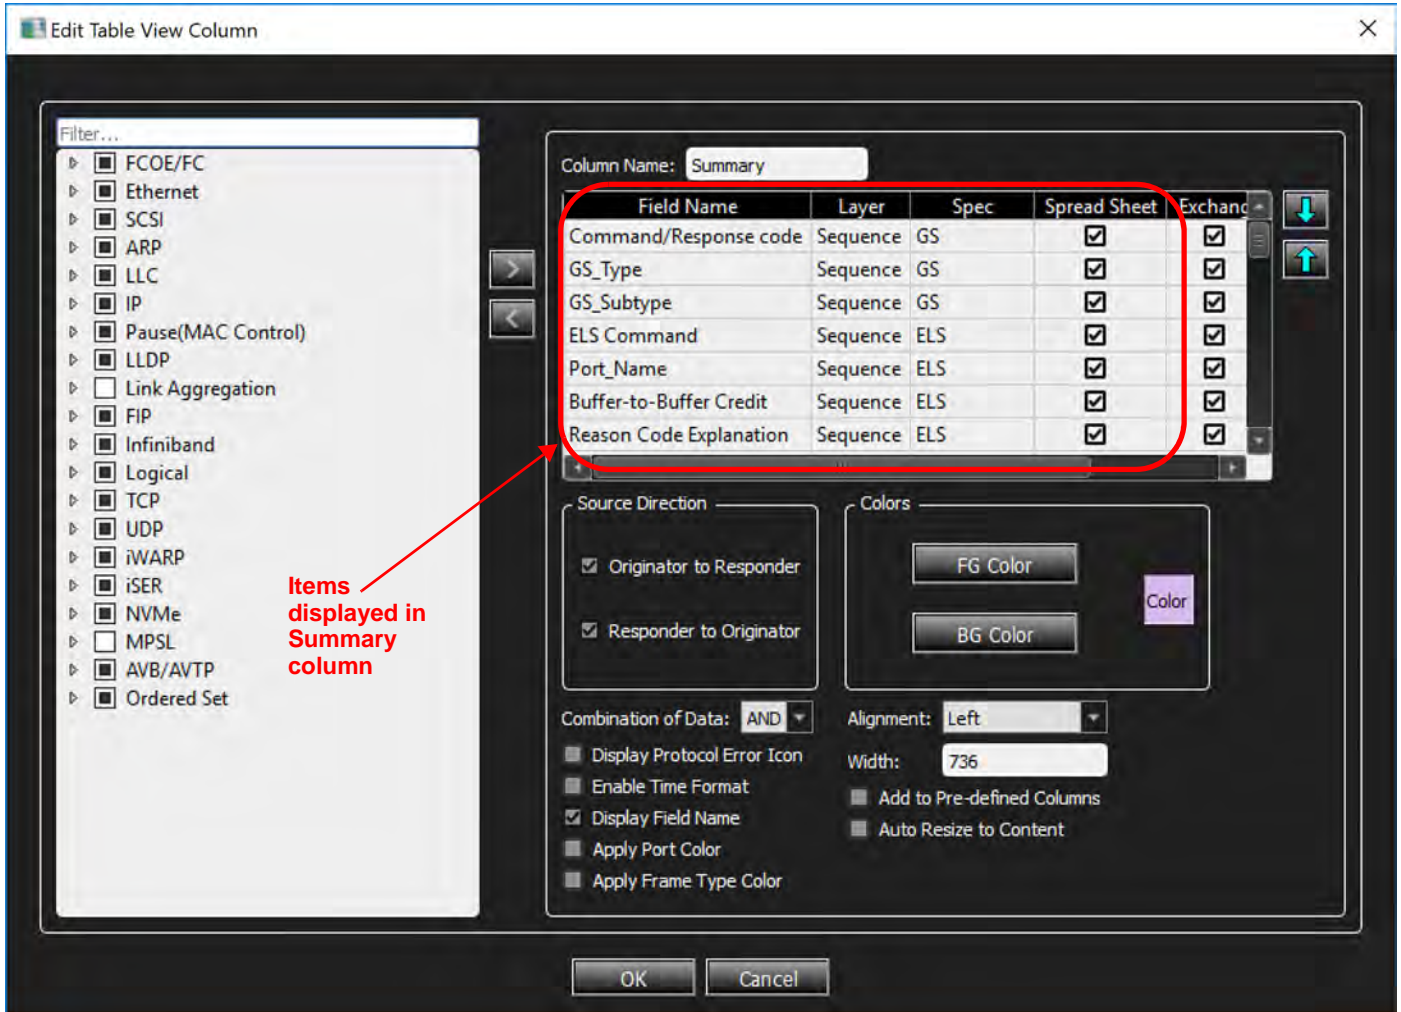 Edit Table View Column
Filter...
FCOE/FC
Ethernet
SCSI
ARP
LLC
IP
Pause(MAC Control)
LLDP
Link Aggregation
FIP
Infiniband
Logical
TCP
UDP
iWARP
iSER
NVMe
MPSL
AVB/AVTP
Ordered Set
Items
displayed in
Summary
column
>
<
Column Name: Summary
Field Name Layer Spec Spread Sheet Exchang
Command/Response code Sequence GS
GS_Type Sequence GS
GS_Subtype Sequence GS
ELS Command Sequence ELS
Port_Name Sequence ELS
Buffer-to-Buffer Credit Sequence ELS
Reason Code Explanation Sequence ELS
Source Direction
Originator to Responder
Responder to Originator
Colors
FG Color
BG Color
Color
Combination of Data: AND
Display Protocol Error Icon
Enable Time Format
Display Field Name
Apply Port Color
Apply Frame Type Color
Alignment: Left
Width: 736
Add to Pre-defined Columns
Auto Resize to Content
OK Cancel